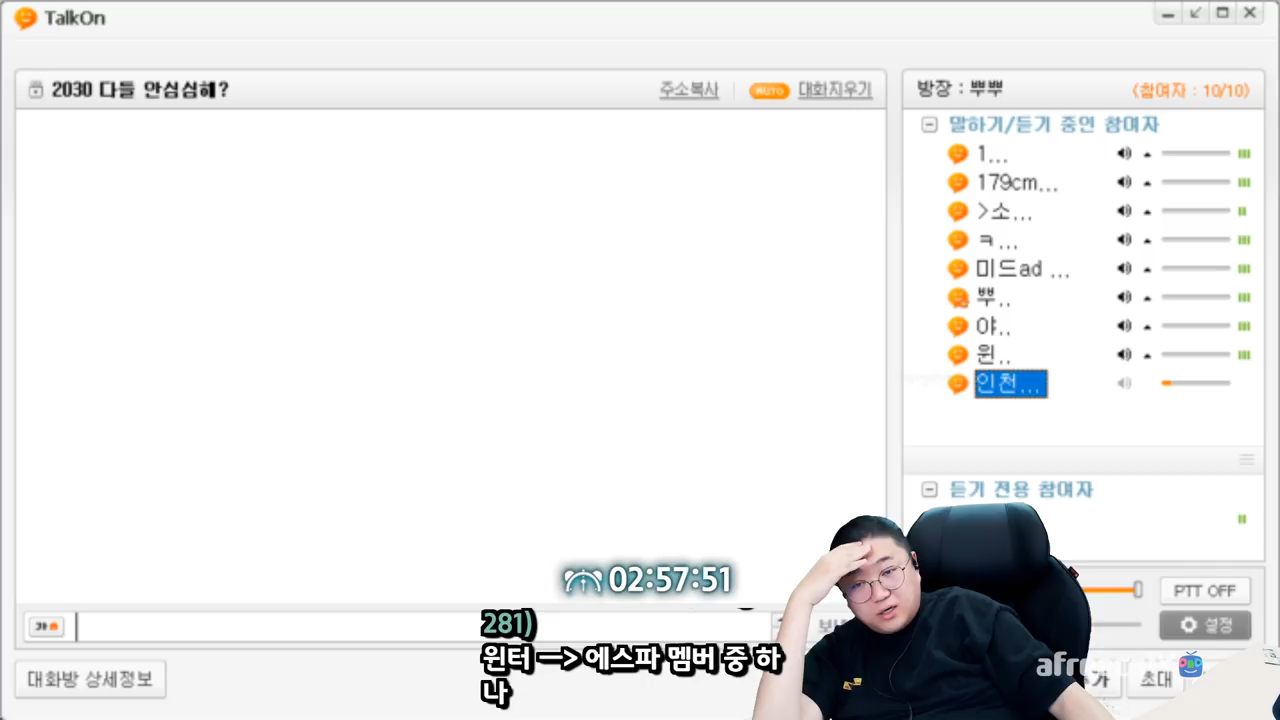 TalkOn
2030 다들 안심심해?
주소복사
AUTO
대화지우기
방장 : 뿌뿌
(참여자 : 10/10)
말하기/듣기 중인 참여자
1...
179cm...
>소...
ㅋ...
미드ad ...
뿌..
야..
윈..
인천...
듣기 전용 참여자
02:57:51
PTT OFF
281)
설정
윈터 ㅡ> 에스파 멤버 중 하
나
대화방 상세정보
초대